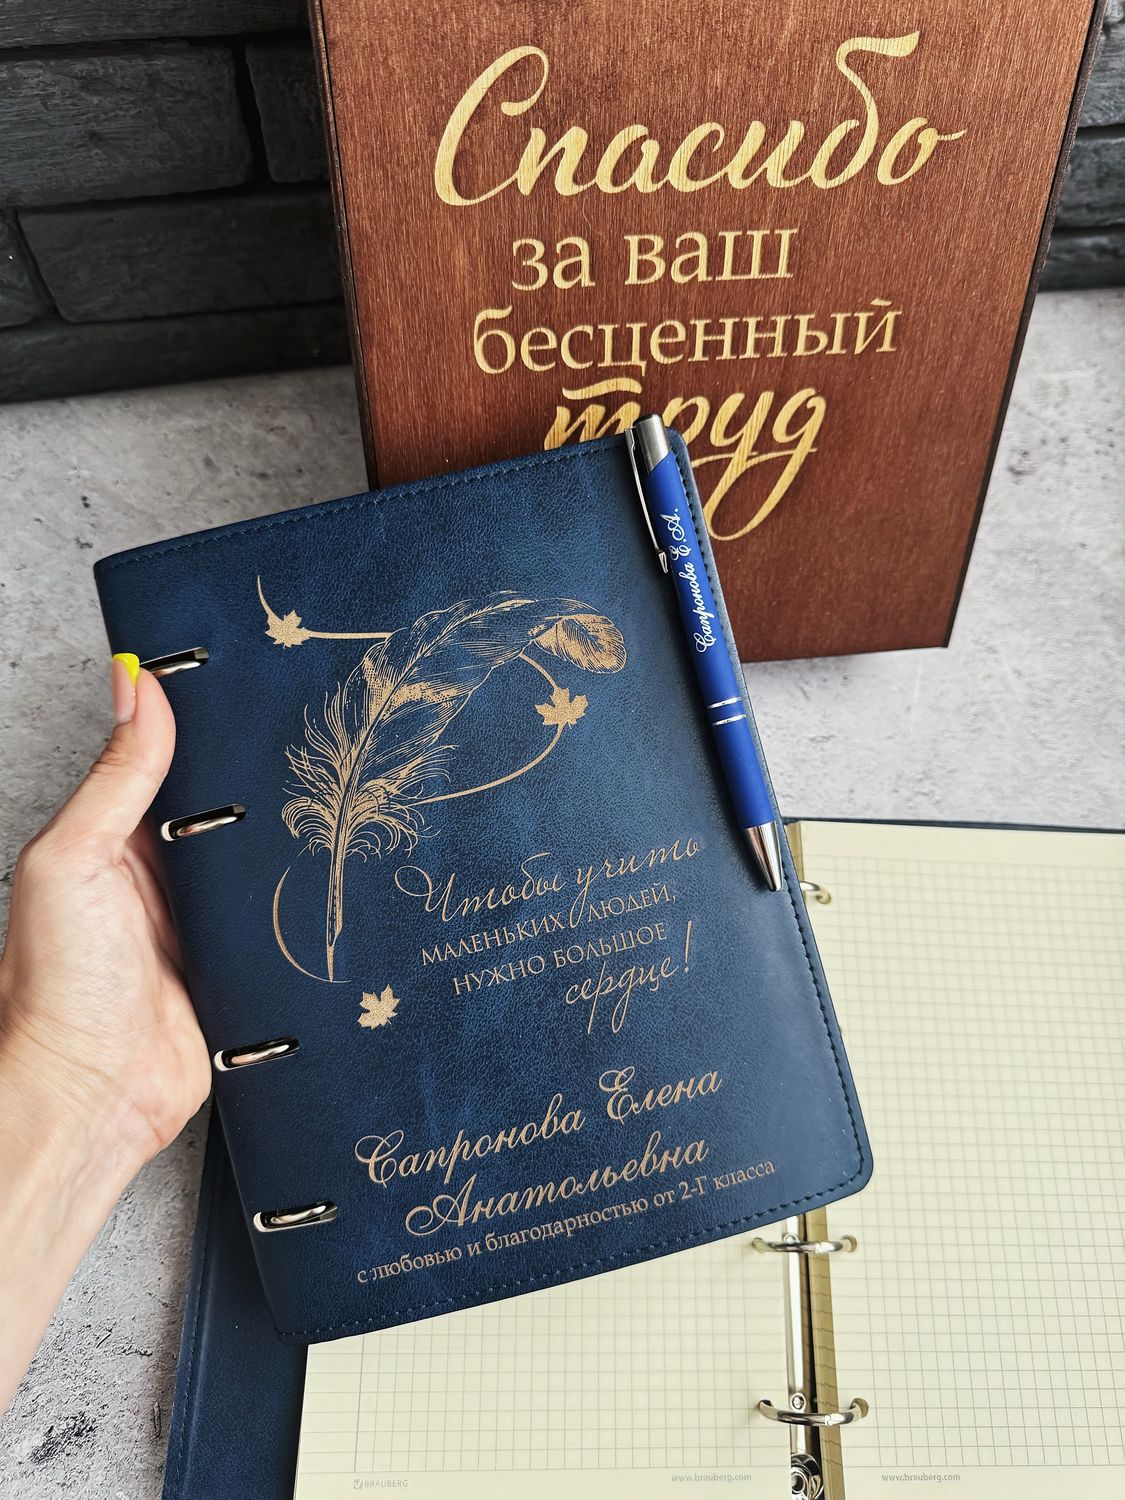 Спасибо
за ваш
бесценный
труд
Сапронова Е.А.
Чтобы учить
маленьких людей,
нужно большое
сердце!
Сапронова Елена
Анатольевна
с любовью и благодарностью от 2-Г класса
BRAUBERG
www.brauberg.com
www.brauberg.com